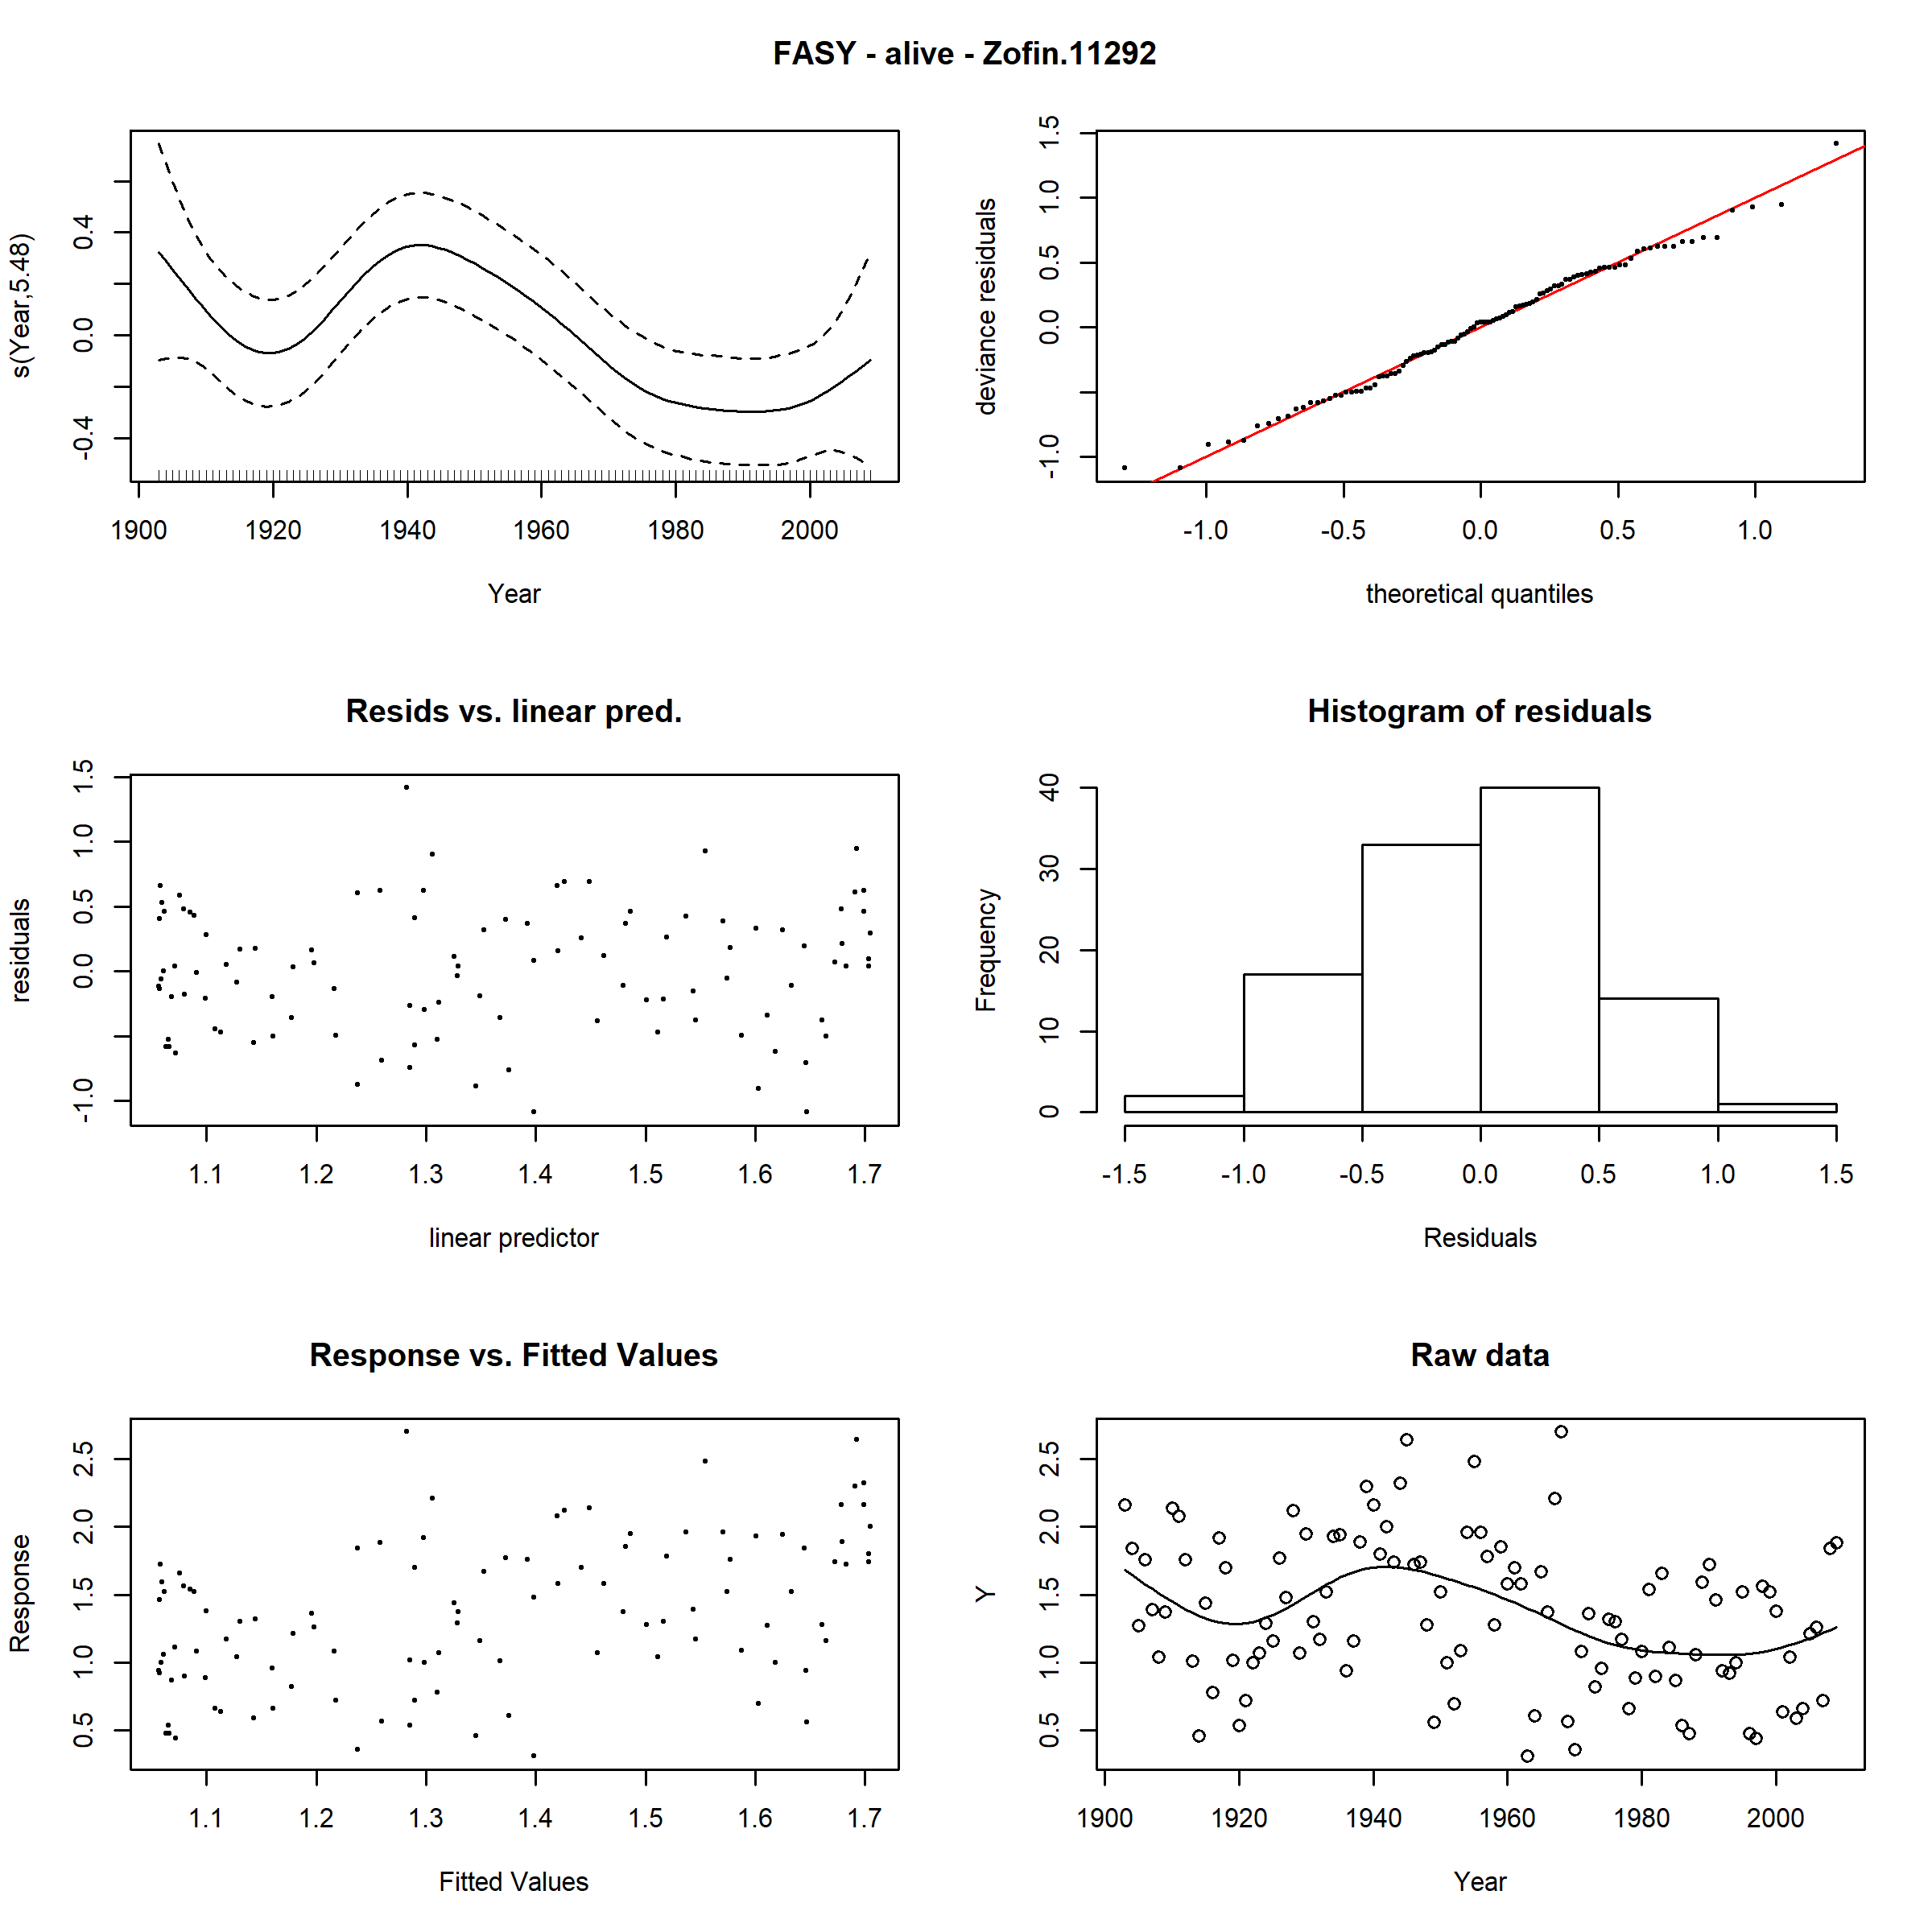 FASY - alive - Zofin.11292
s(Year,5.48)
-0.4 0.0 0.4
1900 1920 1940 1960 1980 2000
Year
deviance residuals
-1.0 0.0 0.5 1.0 1.5
-1.0 -0.5 0.0 0.5 1.0
theoretical quantiles
Resids vs. linear pred.
residuals
-1.0 0.0 0.5 1.0 1.5
1.1 1.2 1.3 1.4 1.5 1.6 1.7
linear predictor
Histogram of residuals
Frequency
0 10 20 30 40
-1.5 -1.0 -0.5 0.0 0.5 1.0 1.5
Residuals
Response vs. Fitted Values
Response
0.5 1.0 1.5 2.0 2.5
1.1 1.2 1.3 1.4 1.5 1.6 1.7
Fitted Values
Raw data
Y
0.5 1.0 1.5 2.0 2.5
1900 1920 1940 1960 1980 2000
Year